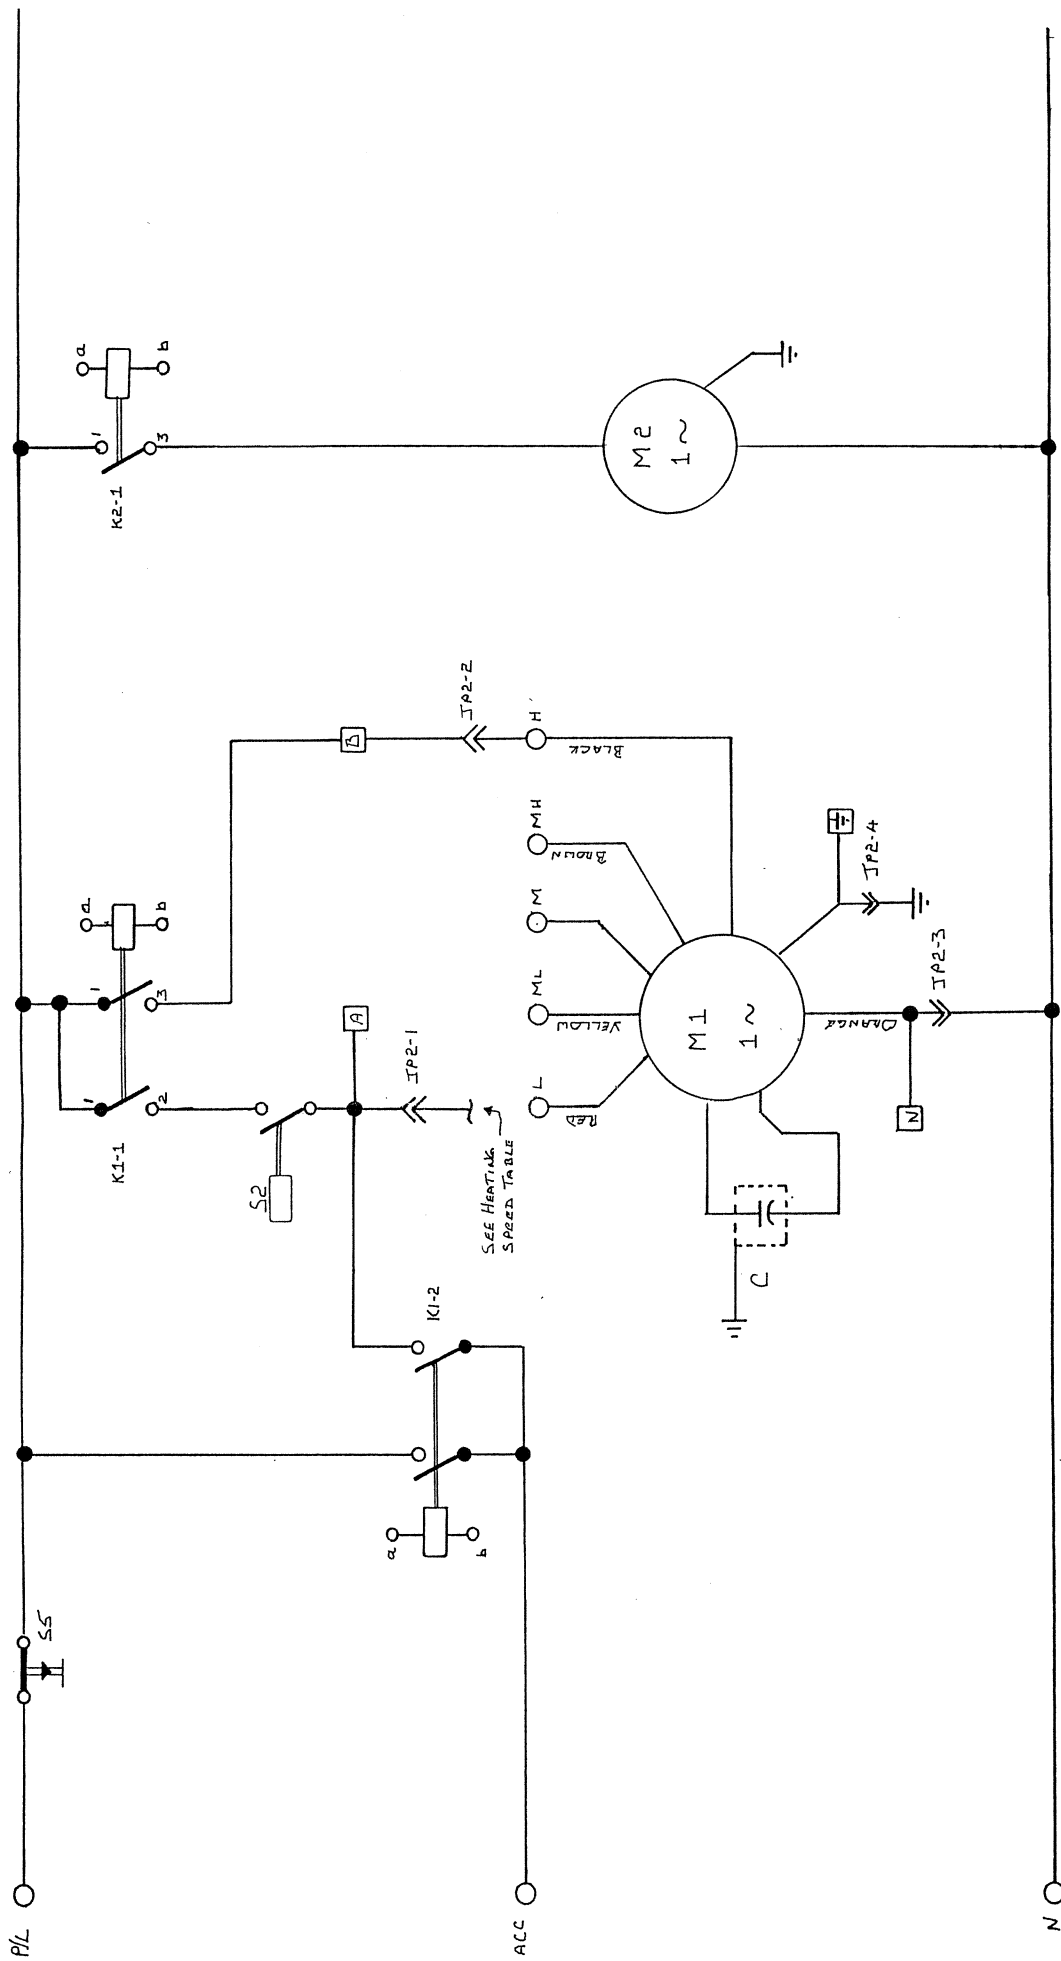 P/L
S5
ACC
N
a
b
K1-2
K1-1
1
2
1
3
a
b
S2
A
JP2-1
SEE HEATING
SPEED TABLE
B
JP2-2
L
ML
M
MH
H
RED
YELLOW
BROWN
BLACK
M1
1~
C
ORANGE
N
JP2-3
JP2-4
K2-1
1
3
a
b
M2
1~